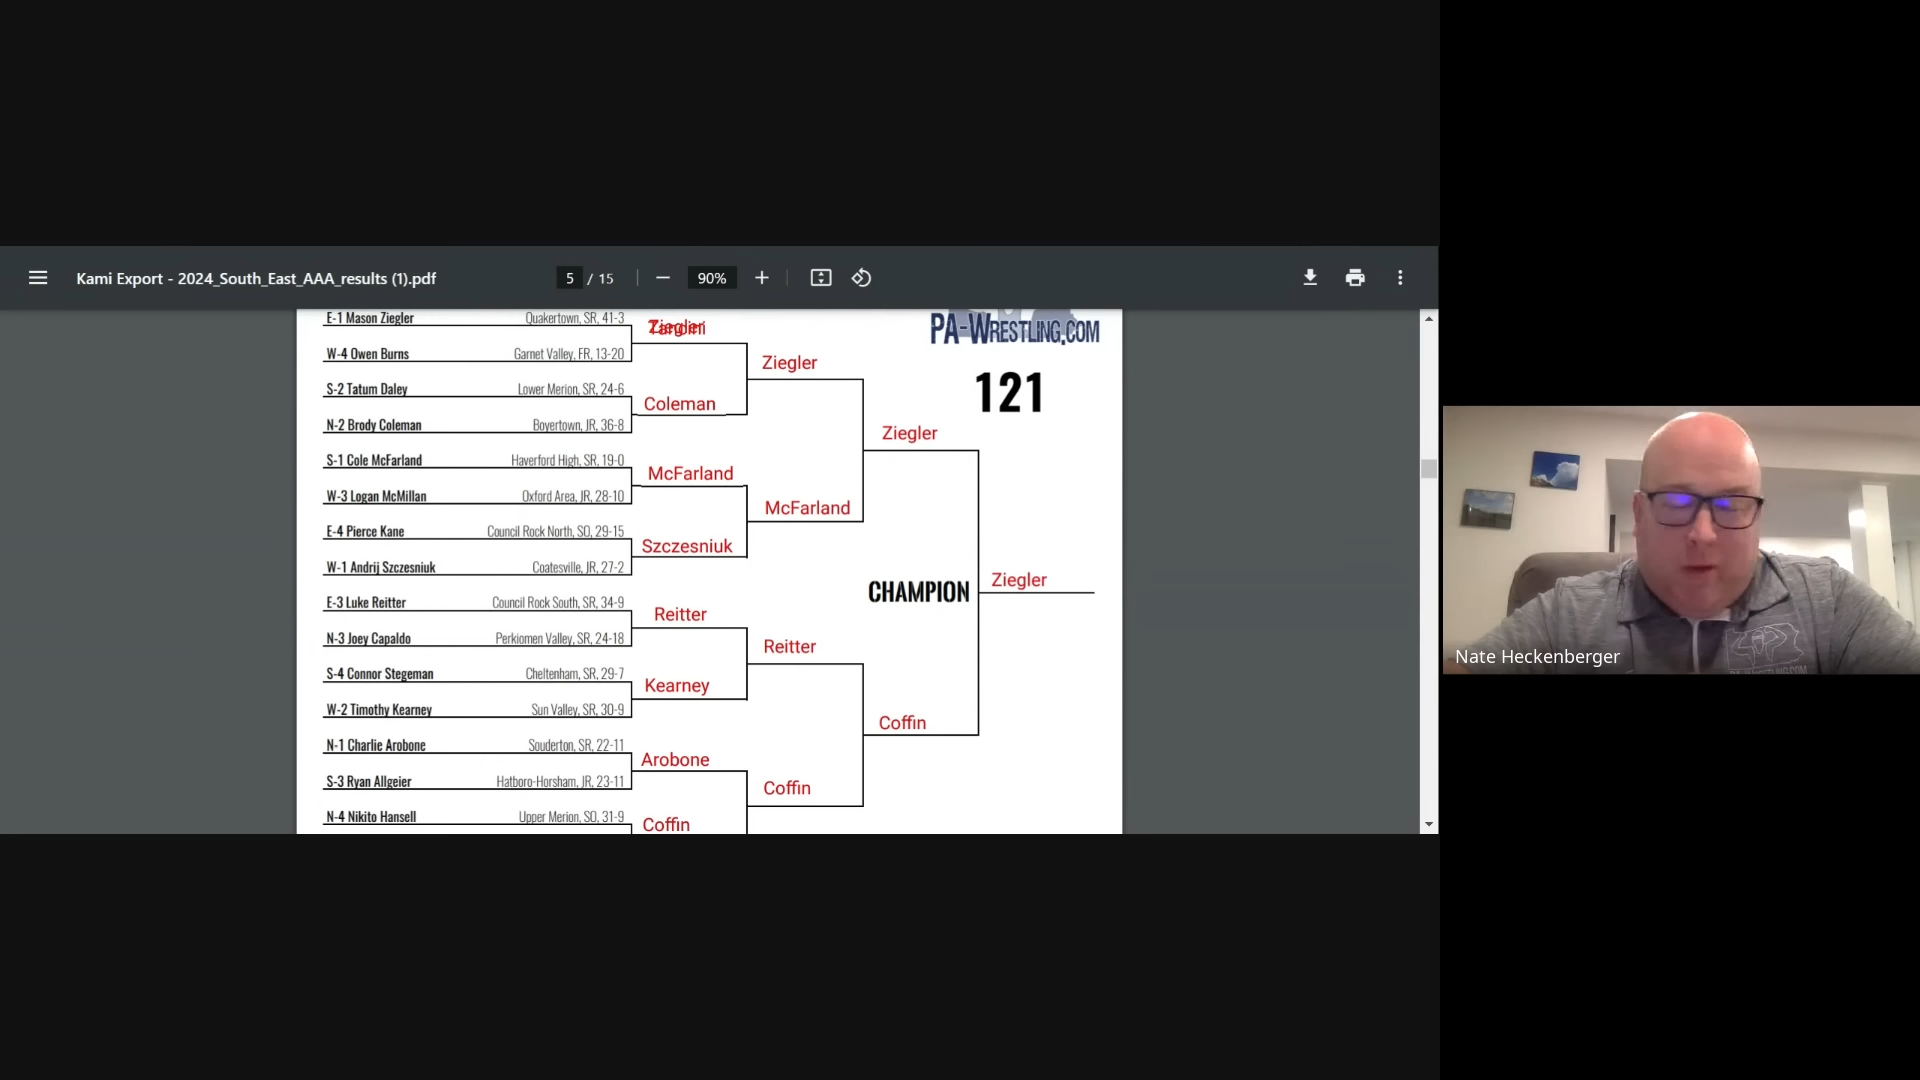 Kami Export - 2024_South_East_AAA_results (1).pdf
5 / 15
90%
E-1 Mason Ziegler Quakertown, SR, 41-3
W-4 Owen Burns Garnet Valley, FR, 13-20
S-2 Tatum Daley Lower Merion, SR, 24-6
N-2 Brody Coleman Boyertown, JR, 36-8
S-1 Cole McFarland Haverford High, SR, 19-0
W-3 Logan McMillan Oxford Area, JR, 28-10
E-4 Pierce Kane Council Rock North, SO, 29-15
W-1 Andrij Szczesniuk Coatesville, JR, 27-2
E-3 Luke Reitter Council Rock South, SR, 34-9
N-3 Joey Capaldo Perkiomen Valley, SR, 24-18
S-4 Connor Stegeman Cheltenham, SR, 29-7
W-2 Timothy Kearney Sun Valley, SR, 30-9
N-1 Charlie Arobone Souderton, SR, 22-11
S-3 Ryan Allgeier Hatboro-Horsham, JR, 23-11
N-4 Nikito Hansell Upper Merion, SO, 31-9
Ziegler
Coleman
McFarland
Szczesniuk
Reitter
Kearney
Arobone
Coffin
Ziegler
McFarland
Reitter
Coffin
Ziegler
Coffin
CHAMPION
Ziegler
PA-WRESTLING.COM
121
Nate Heckenberger